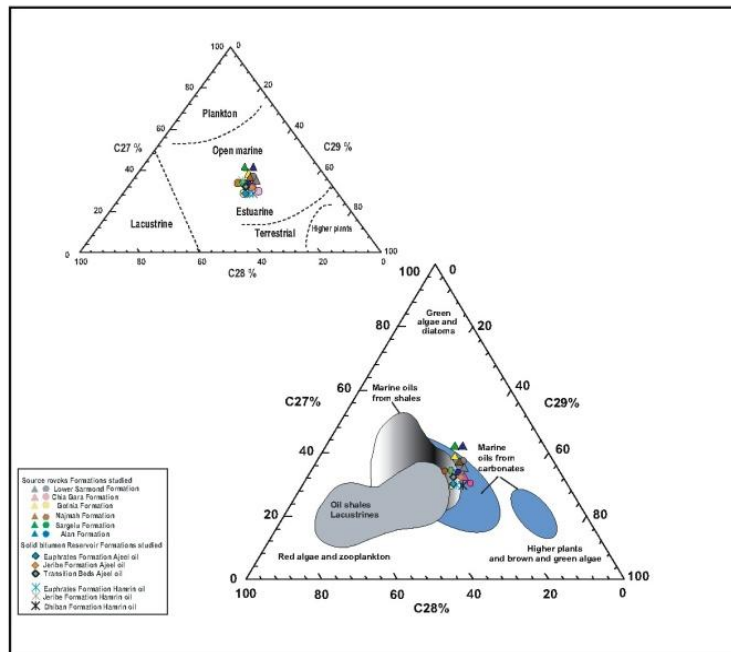 100
0
80
20
Plankton
60
40
C27 %
Open marine
C29 %
40
60
20
Estuarine
80
Lacustrine
Terrestrial
Higher plants
0
100
100
80
60
40
20
0
C28 %
100
0
Green
algae and
diatoms
80
20
60
40
Marine oils
from shales
C27%
C29%
40
Marine
oils from
carbonates
60
Oil shales
Lacustrines
20
80
Red algae and zooplankton
Higher plants
and brown and green algae
0
100
100
80
60
40
20
0
C28%
Source rovoks Formations studied
Lower Sarmord Formation
Chia Gara Formation
Gotnia Formation
Najmah Formation
Sargelu Formation
Alan Formation
Solid bitumen Reservoir Formations studied
Euphrates Formation Ajeel oil
Jeribe Formation Ajeel oil
Transition Beds Ajeel oil
Euphrates Formation Hamrin oil
Jeribe Formation Hamrin oil
Dhiban Formation Hamrin oil